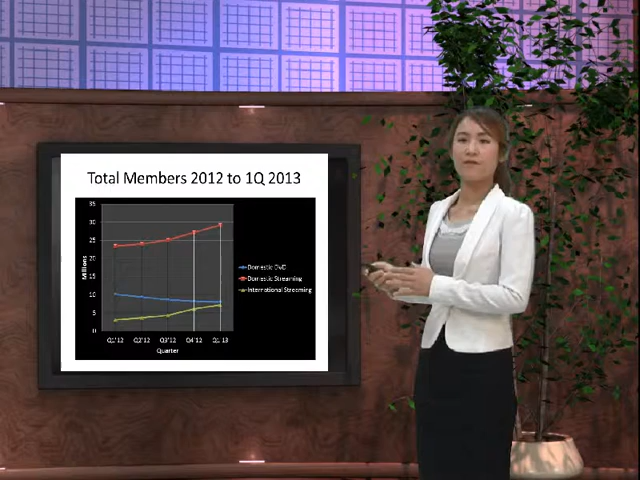 Total Members 2012 to 1Q 2013
35
30
25
20
15
10
5
0
Millions
Q1'12 Q2'12 Q3'12 Q4'12 Q1'13
Quarter
Domestic DVD
Domestic Streaming
International Streaming